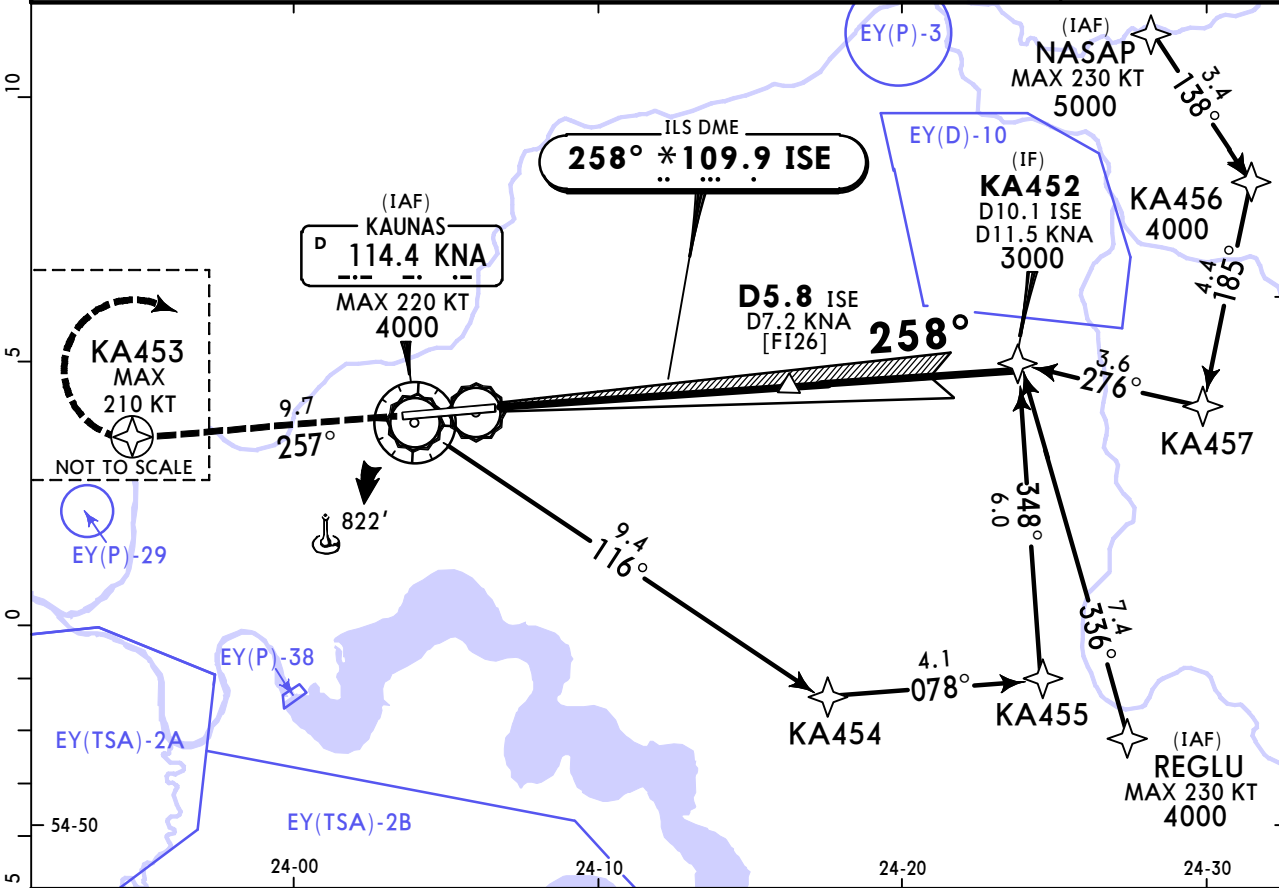 EY(P)-3
(IAF)
NASAP
MAX 230 KT
5000
3.4
138°
10
ILS DME
258° *109.9 ISE
EY(D)-10
(IF)
KA452
D10.1 ISE
D11.5 KNA
3000
KA456
4000
4.4
185°
(IAF)
KAUNAS
D 114.4 KNA
MAX 220 KT
4000
D5.8 ISE
D7.2 KNA
[FI26]
258°
5
KA453
MAX
210 KT
NOT TO SCALE
9.7
257°
3.6
276°
KA457
822'
EY(P)-29
9.4
116°
348°
6.0
7.4
336°
0
EY(P)-38
4.1
078°
KA454
KA455
EY(TSA)-2A
(IAF)
REGLU
MAX 230 KT
4000
EY(TSA)-2B
54-50
5
24-00
24-10
24-20
24-30